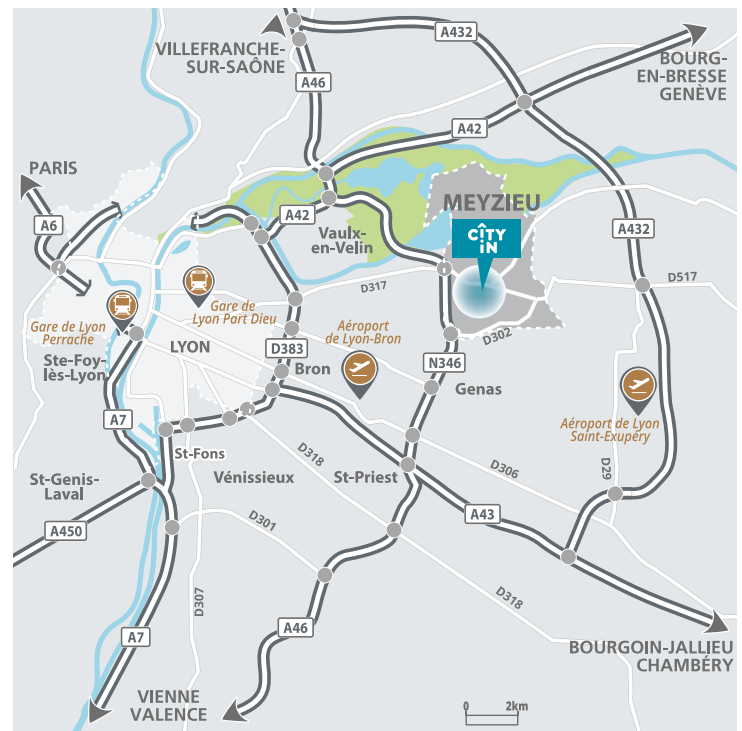 A432
VILLEFRANCHE-
SUR-SAÔNE
BOURG-
EN-BRESSE
GENÈVE
A46
A42
PARIS
A6
MEYZIEU
CîTY
iN
A42
Vaulx-
en-Velin
A432
D317
D517
Gare de
Lyon Part Dieu
Gare de Lyon
Perrache
Aéroport
de Lyon-Bron
D302
LYON
Ste-Foy-
lès-Lyon
D383
Bron
N346
Genas
A7
Aéroport de Lyon
Saint-Exupéry
St-Fons
D318
D306
D29
St-Genis-
Laval
Vénissieux
St-Priest
A43
A450
D301
D307
D318
A7
A46
BOURGOIN-JALLIEU
CHAMBÉRY
VIENNE
VALENCE
0 2km